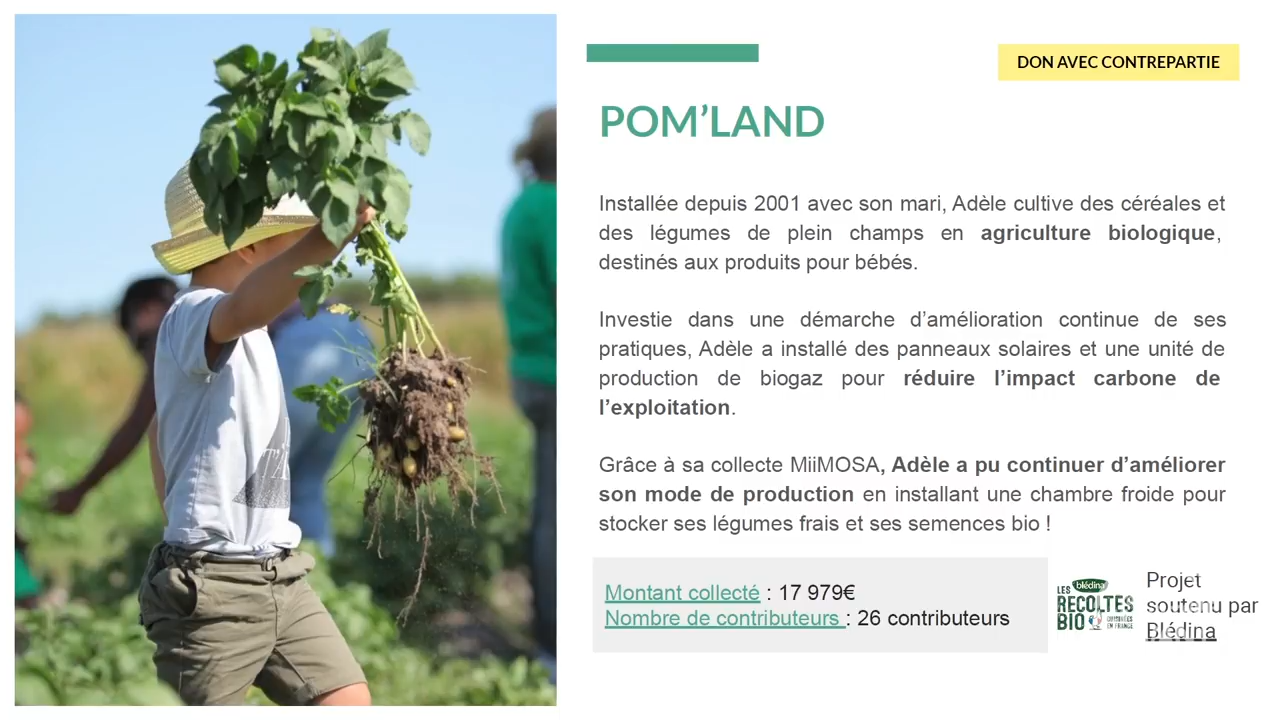 DON AVEC CONTREPARTIE
POM’LAND
Installée depuis 2001 avec son mari, Adèle cultive des céréales et
des légumes de plein champs en agriculture biologique,
destinés aux produits pour bébés.
Investie dans une démarche d’amélioration continue de ses
pratiques, Adèle a installé des panneaux solaires et une unité de
production de biogaz pour réduire l’impact carbone de
l’exploitation.
Grâce à sa collecte MiiMOSA, Adèle a pu continuer d’améliorer
son mode de production en installant une chambre froide pour
stocker ses légumes frais et ses semences bio !
Montant collecté : 17 979€
Nombre de contributeurs : 26 contributeurs
blédina
LES
RECOLTES
BIO
EN FRANCE
Projet
soutenu par
Blédina